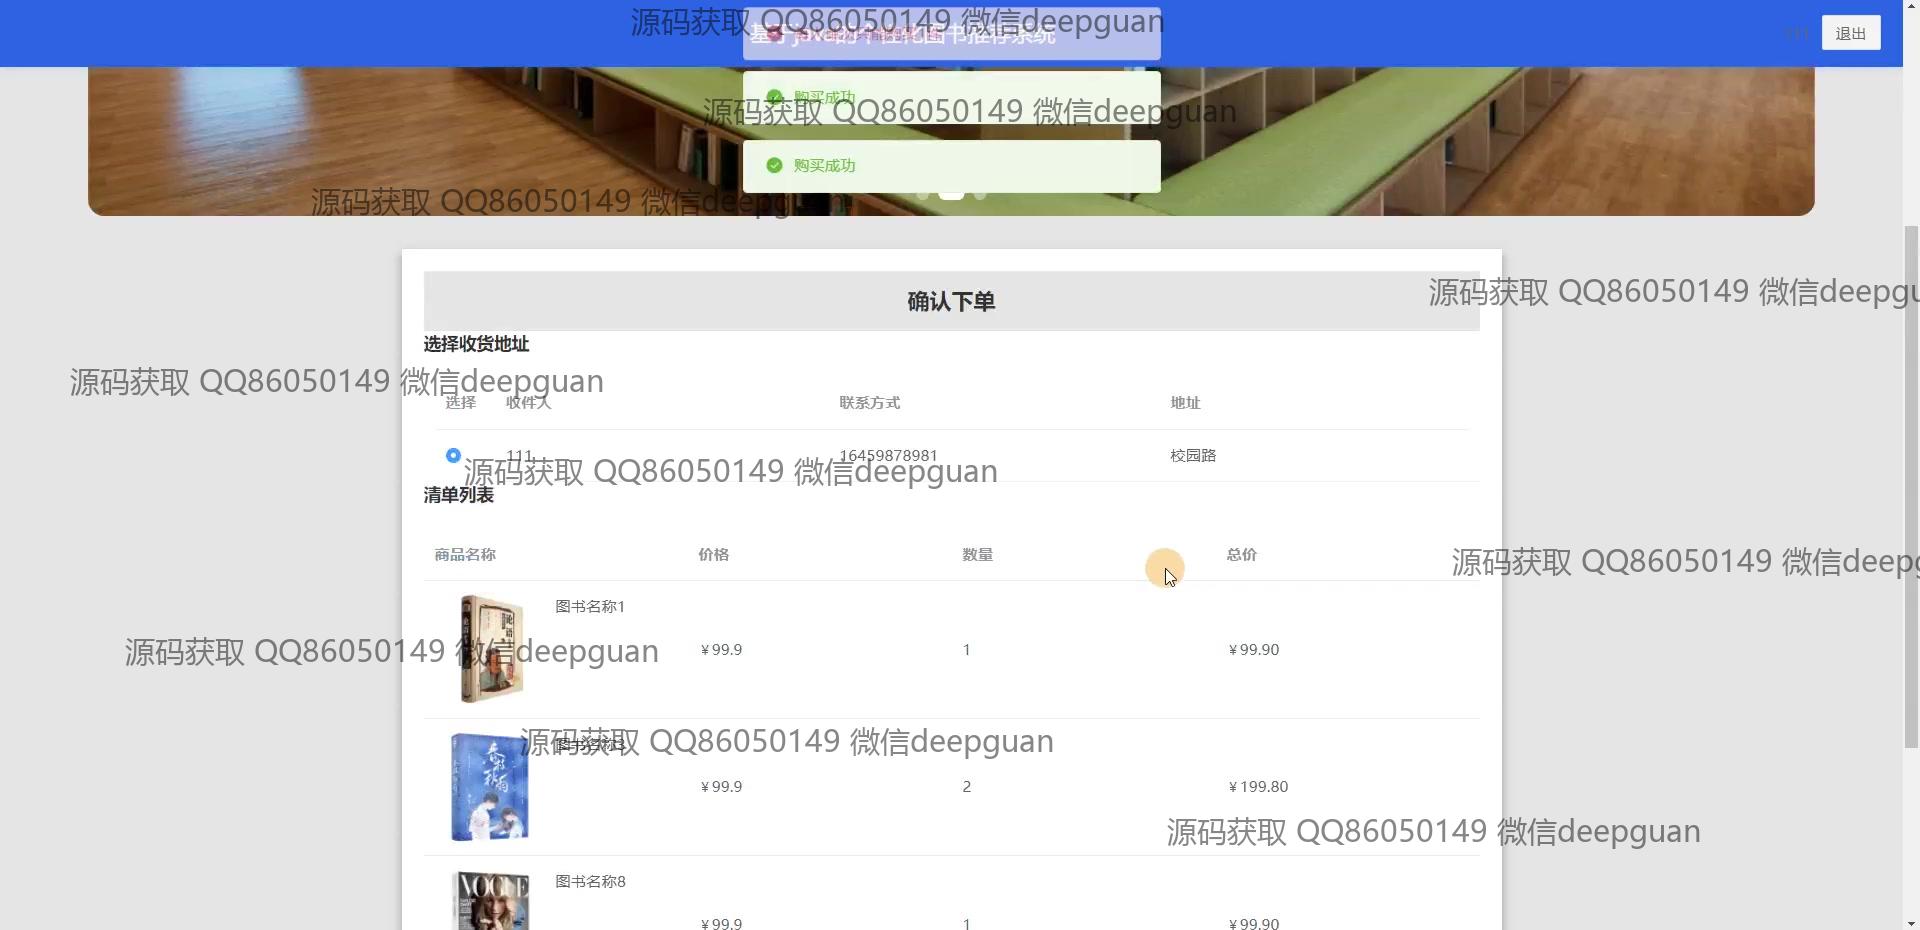 源码获取 QQ86050149 微信deepguan
基于java的个性化图书推荐系统
退出
购买成功
源码获取 QQ86050149 微信deepguan
购买成功
源码获取 QQ86050149 微信deepguan
确认下单
源码获取 QQ86050149 微信deepgu
选择收货地址
源码获取 QQ86050149 微信deepguan
选择 收件人 联系方式 地址
111 16459878981 校园路
源码获取 QQ86050149 微信deepguan
清单列表
商品名称 价格 数量 总价
源码获取 QQ86050149 微信deepg
图书名称1
论语
¥99.9 1 ¥99.90
源码获取 QQ86050149 微信deepguan
图书名称3
源码获取 QQ86050149 微信deepguan
¥99.9 2 ¥199.80
源码获取 QQ86050149 微信deepguan
图书名称8
VOGUE
¥99.9 1 ¥99.90